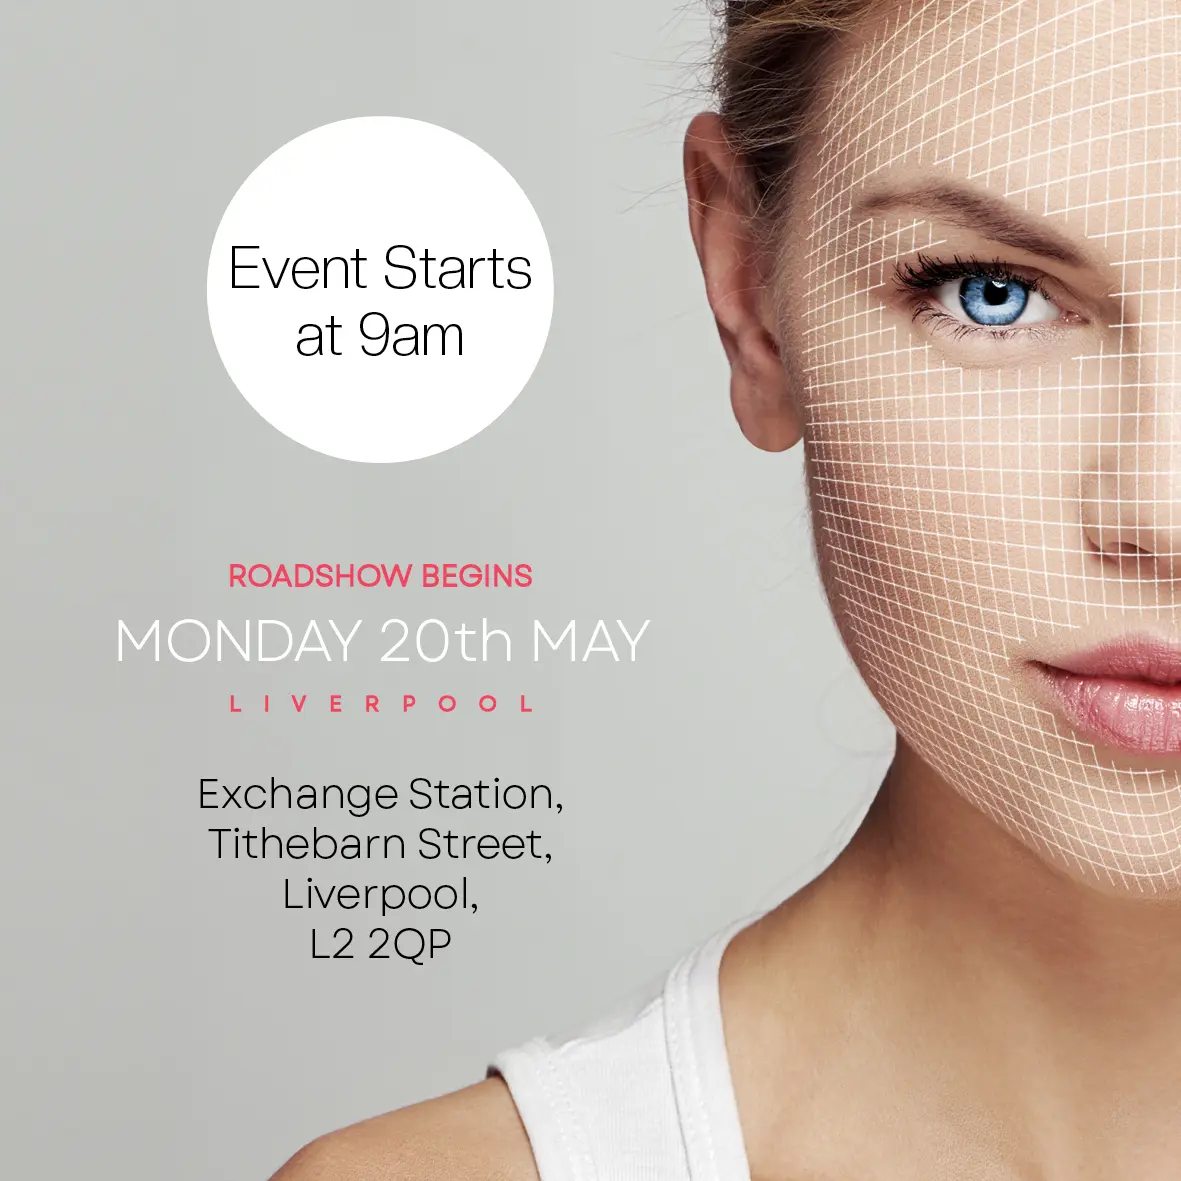 Event Starts
at 9am
ROADSHOW BEGINS
MONDAY 20th MAY
LIVERPOOL
Exchange Station,
Tithebarn Street,
Liverpool,
L2 2QP